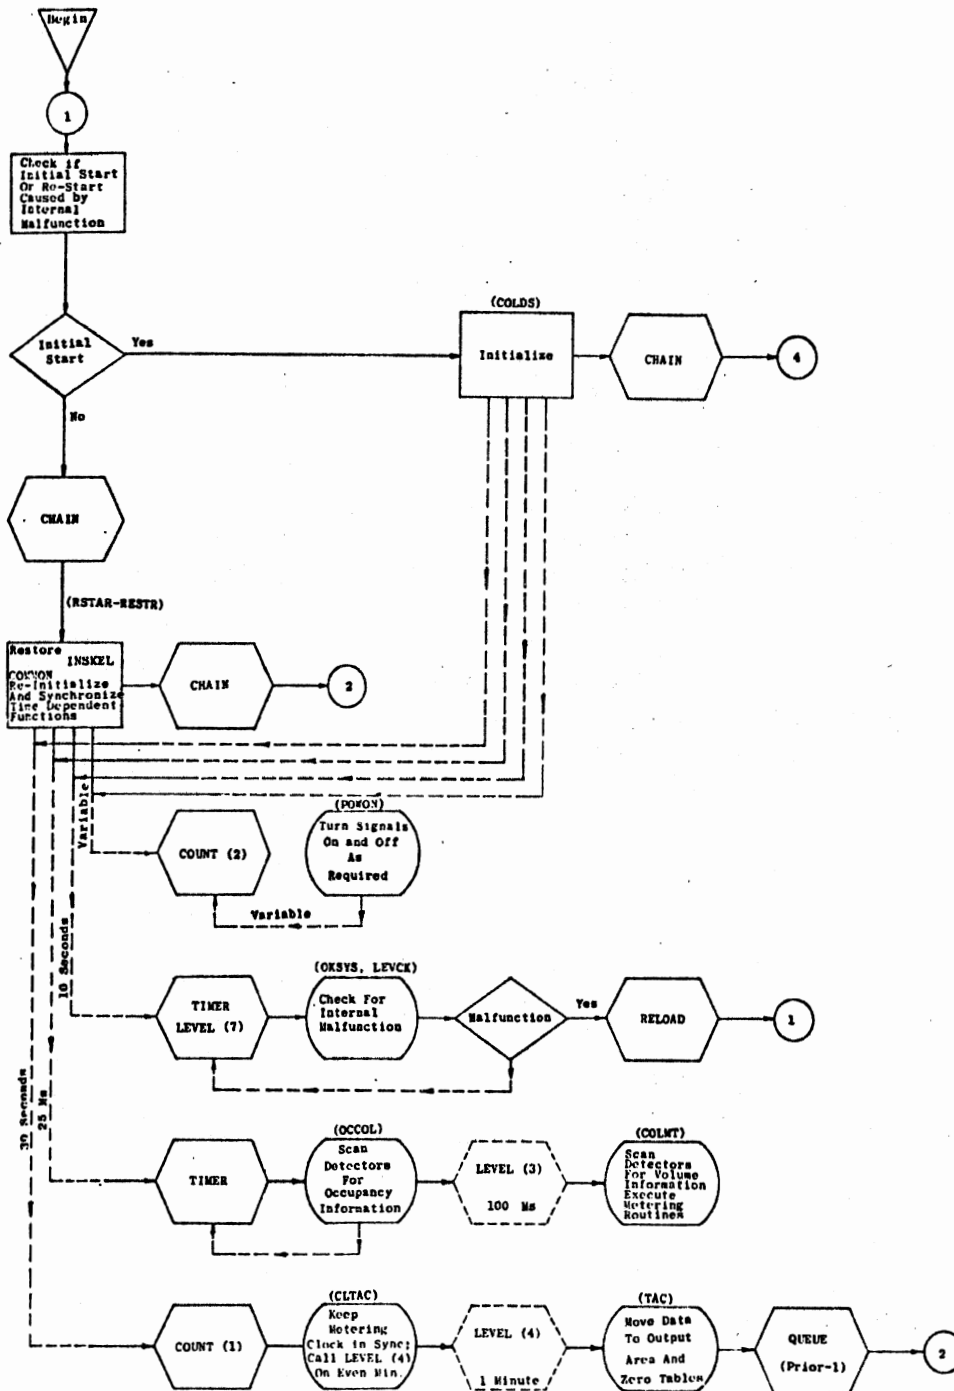 Begin
1
Check if
Initial Start
Or Re-Start
Caused by
Internal
Malfunction
Initial
Start
Yes
No
(COLDS)
Initialize
CHAIN
4
CHAIN
(RSTAR-RESTR)
Restore
INSKEL
COMMON
Re-Initialize
And Synchronize
Time Dependent
Functions
CHAIN
2
Variable
COUNT (2)
(POWON)
Turn Signals
On and Off
As
Required
Variable
10 Seconds
TIMER
LEVEL (7)
(OKSYS, LEVCK)
Check For
Internal
Malfunction
Malfunction
Yes
RELOAD
1
30 Seconds
25 Ms
TIMER
(OCCOL)
Scan
Detectors
For
Occupancy
Information
LEVEL (3)
100 Ms
(COLMT)
Scan
Detectors
For Volume
Information
Execute
Metering
Routines
COUNT (1)
(CLTAC)
Keep
Metering
Clock in Sync;
Call LEVEL (4)
On Even Min.
LEVEL (4)
1 Minute
(TAC)
Move Data
To Output
Area And
Zero Tables
QUEUE
(Prior-1)
2